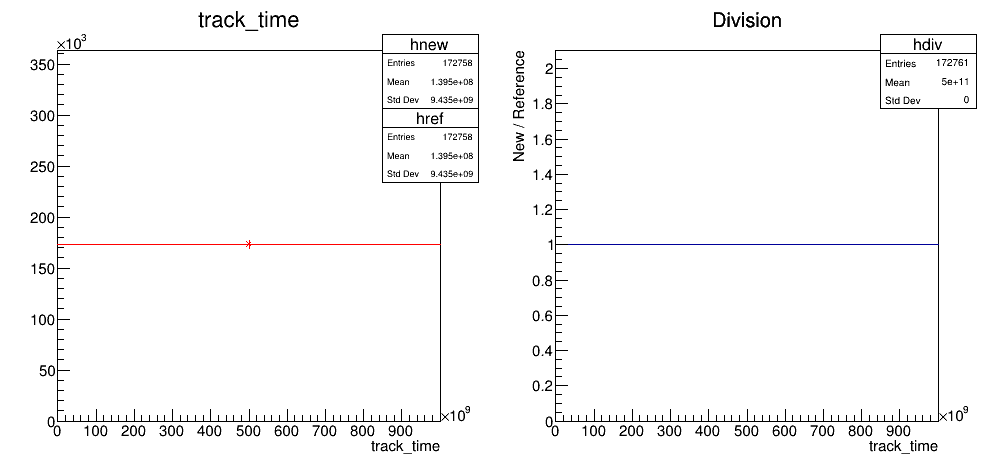 track_time
×10³
hnew
Entries 172758
Mean 1.395e+08
Std Dev 9.435e+09
href
Entries 172758
Mean 1.395e+08
Std Dev 9.435e+09
350
300
250
200
150
100
50
0
0 100 200 300 400 500 600 700 800 900
×10⁹
track_time
Division
hdiv
Entries 172761
Mean 5e+11
Std Dev 0
New / Reference
2
1.8
1.6
1.4
1.2
1
0.8
0.6
0.4
0.2
0
0 100 200 300 400 500 600 700 800 900
×10⁹
track_time